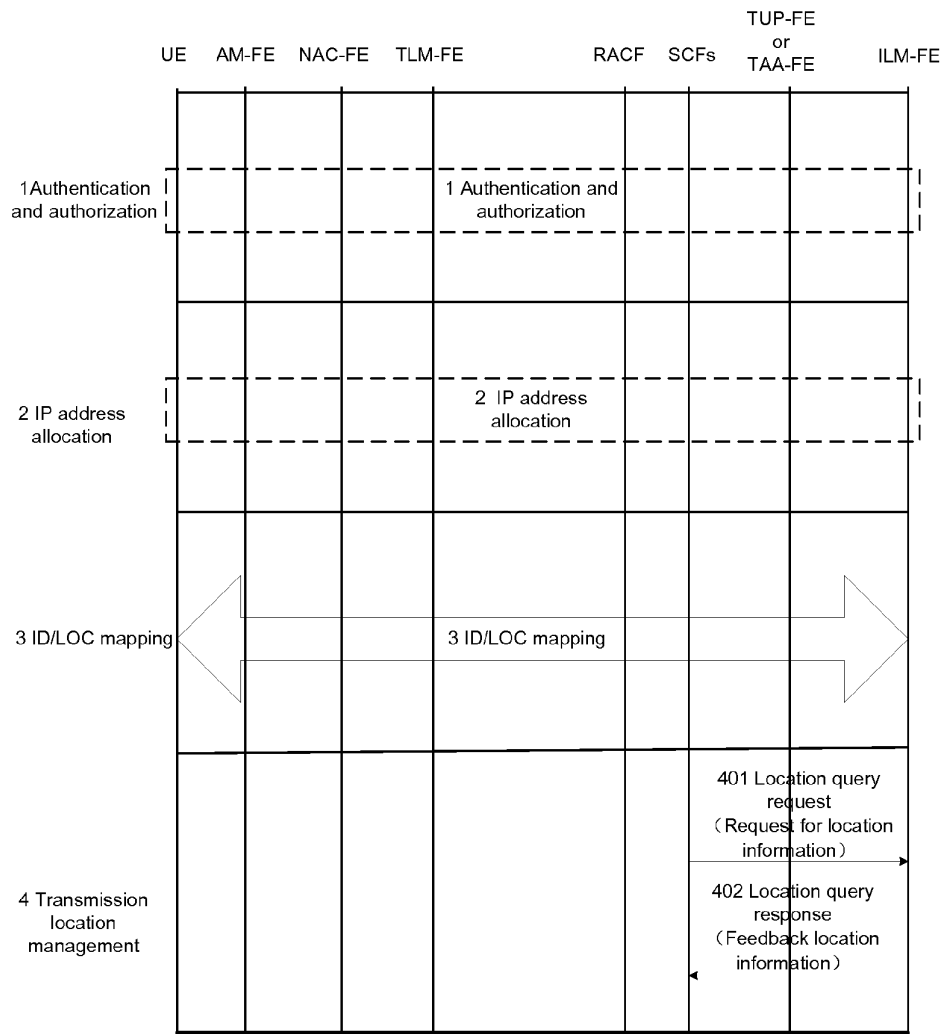 TUP-FE
or
TAA-FE
UE AM-FE NAC-FE TLM-FE RACF SCFs ILM-FE
1Authentication
and authorization
1 Authentication and
authorization
2 IP address
allocation
2 IP address
allocation
3 ID/LOC mapping
3 ID/LOC mapping
401 Location query
request
（Request for location
information）
4 Transmission
location
management
402 Location query
response
（Feedback location
information）